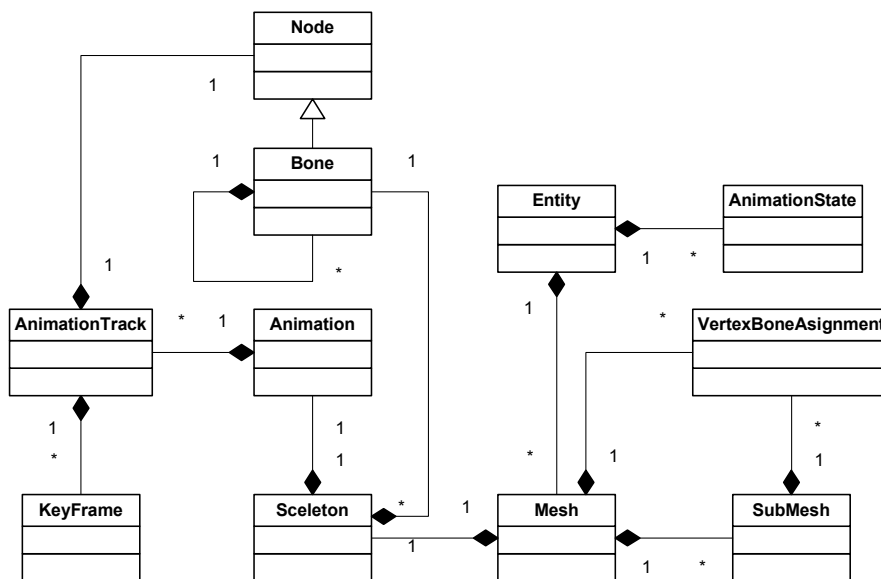 Node
1
1
Bone
1
*
Entity
AnimationState
1
*
1
1
AnimationTrack
*
1
Animation
*
VertexBoneAsignment
1
*
1
1
*
1
*
1
KeyFrame
Sceleton
*
1
1
Mesh
1
*
SubMesh